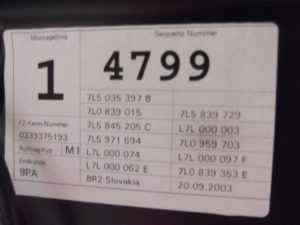 Montagelinie
Sequenz Nummer
1
4799
7L5 035 397 B
7L0 839 015
7L5 839 729
FZ-Kenn-Nummer
7L5 845 205 C
L7L 000 003
0339375193
7L5 971 694
7L0 959 703
Auftragstyp M1
L7L 000 074
L7L 000 097 F
Endkunde
L7L 000 062 E
7L0 839 353 E
9PA
BR2-Slovakia
20.09.2003